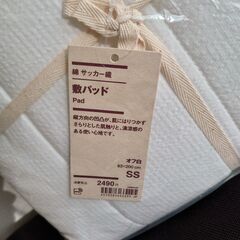 綿 サッカー織
敷パッド
Pad
縦方向の凹凸が、肌にはりつかず
さらりとした肌触りと、清涼感の
ある使い心地です。
オフ白
SS
2490